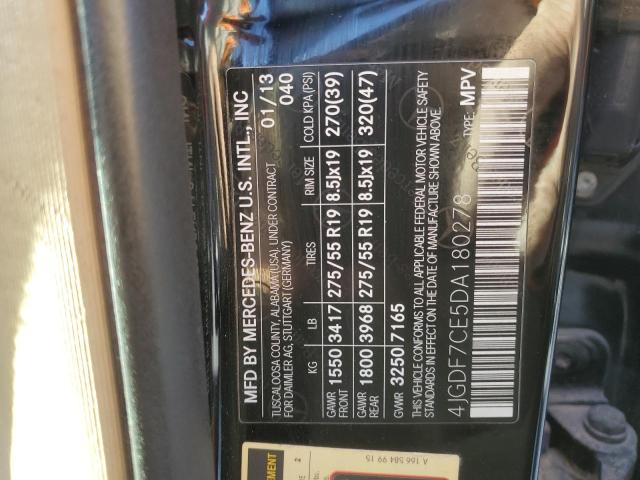 MFD BY MERCEDES-BENZ U.S. INTL., INC
TUSCALOOSA COUNTY, ALABAMA(USA), UNDER CONTRACT 01/13
FOR DAIMLER AG, STUTTGART (GERMANY) 040
KG LB TIRES RIM SIZE COLD KPA(PSI)
GAWR FRONT 1550 3417 275/55 R19 8.5Jx19 270(39)
GAWR REAR 1800 3968 275/55 R19 8.5Jx19 320(47)
GVWR 3250 7165
THIS VEHICLE CONFORMS TO ALL APPLICABLE FEDERAL MOTOR VEHICLE SAFETY
STANDARDS IN EFFECT ON THE DATE OF MANUFACTURE SHOWN ABOVE.
4JGDF7CE5DA180278 TYPE: MPV
A 166 584 99 15
2